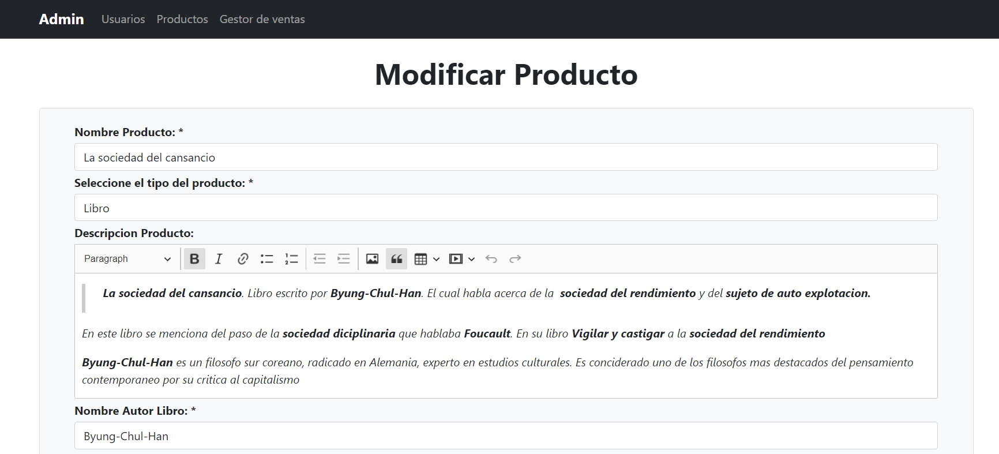 Admin Usuarios Productos Gestor de ventas
Modificar Producto
Nombre Producto: *
La sociedad del cansancio
Seleccione el tipo del producto: *
Libro
Descripcion Producto:
Paragraph
La sociedad del cansancio. Libro escrito por Byung-Chul-Han. El cual habla acerca de la sociedad del rendimiento y del sujeto de auto explotacion.
En este libro se menciona del paso de la sociedad diciplinaria que hablaba Foucault. En su libro Vigilar y castigar a la sociedad del rendimiento
Byung-Chul-Han es un filosofo sur coreano, radicado en Alemania, experto en estudios culturales. Es conciderado uno de los filosofos mas destacados del pensamiento
contemporaneo por su critica al capitalismo
Nombre Autor Libro: *
Byung-Chul-Han